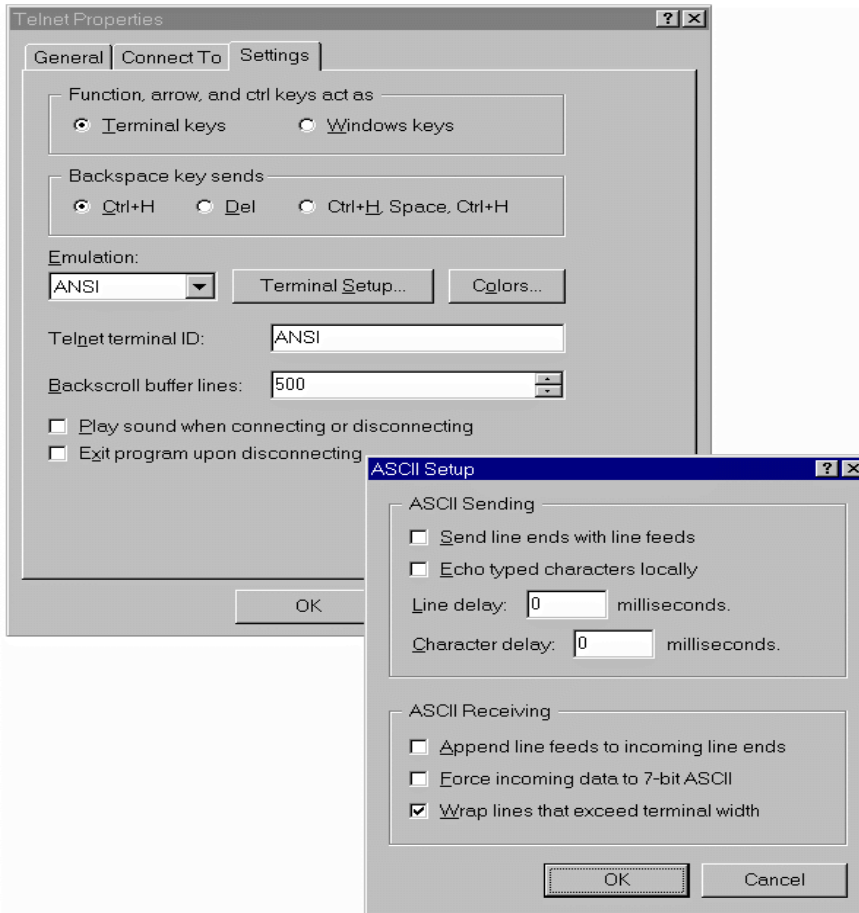 Telnet Properties
General Connect To Settings
Function, arrow, and ctrl keys act as
Terminal keys Windows keys
Backspace key sends
Ctrl+H Del Ctrl+H, Space, Ctrl+H
Emulation:
ANSI Terminal Setup... Colors...
Telnet terminal ID: ANSI
Backscroll buffer lines: 500
Play sound when connecting or disconnecting
Exit program upon disconnecting
OK
ASCII Setup
ASCII Sending
Send line ends with line feeds
Echo typed characters locally
Line delay: 0 milliseconds.
Character delay: 0 milliseconds.
ASCII Receiving
Append line feeds to incoming line ends
Force incoming data to 7-bit ASCII
Wrap lines that exceed terminal width
OK Cancel